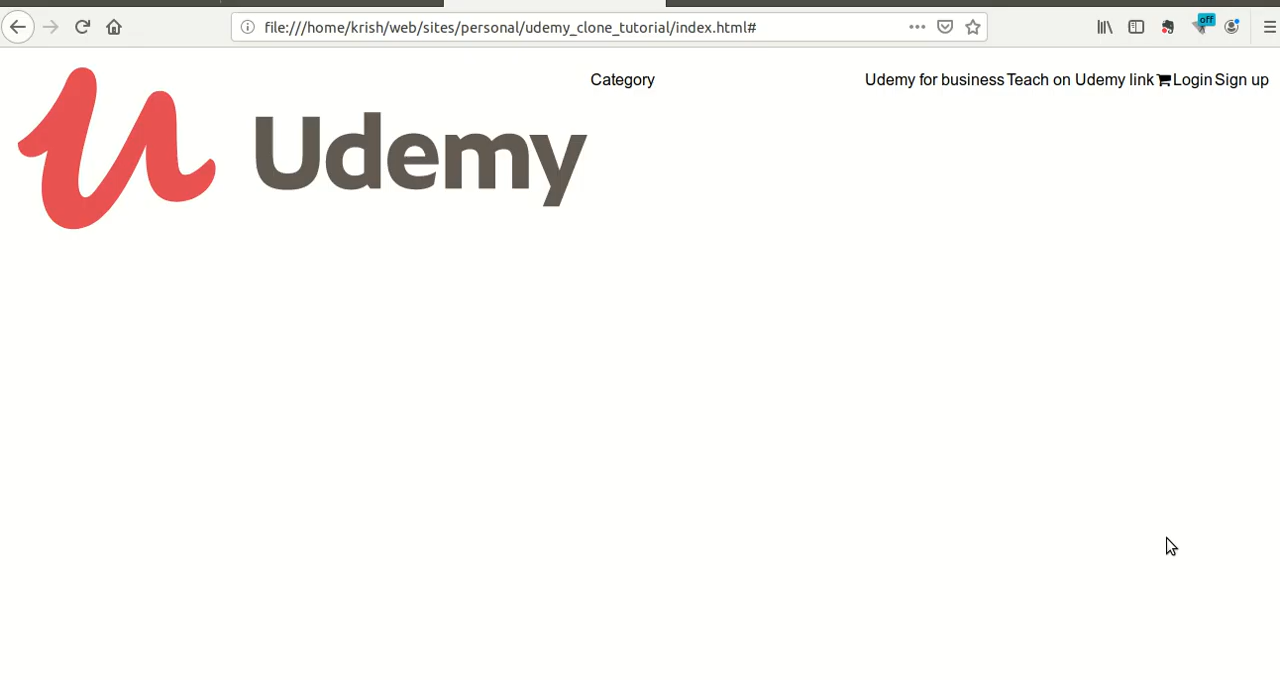 file:///home/krish/web/sites/personal/udemy_clone_tutorial/index.html#
off
Category
Udemy for business Teach on Udemy link Login Sign up
Udemy